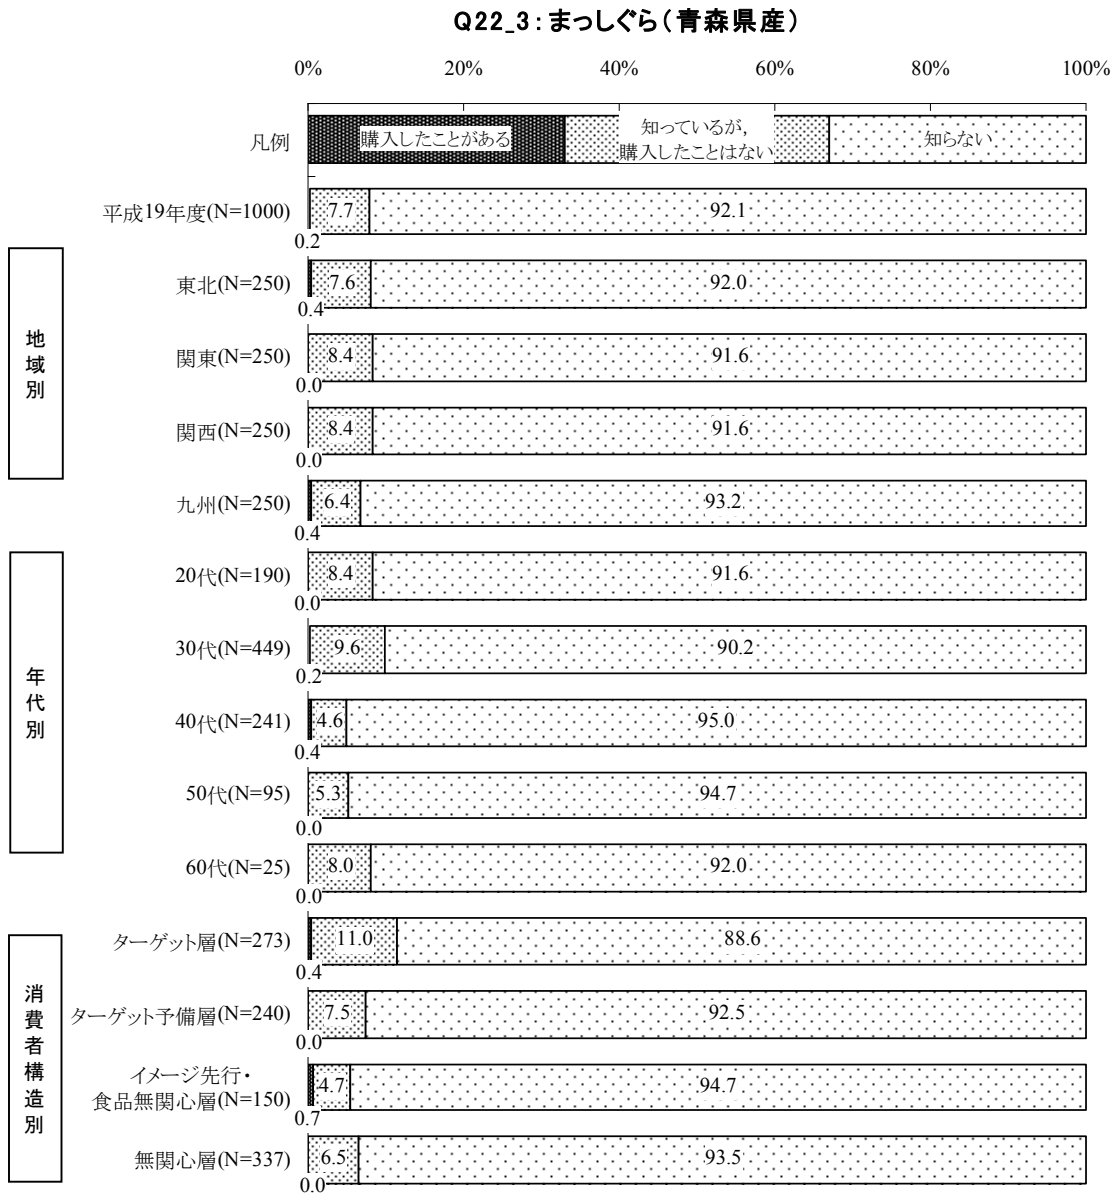 Q22_3：まっしぐら（青森県産）
0% 20% 40% 60% 80% 100%
凡例
購入したことがある
知っているが，
購入したことはない
知らない
平成19年度(N=1000) 7.7 92.1
0.2
地域別
東北(N=250) 7.6 92.0
0.4
関東(N=250) 8.4 91.6
0.0
関西(N=250) 8.4 91.6
0.0
九州(N=250) 6.4 93.2
0.4
年代別
20代(N=190) 8.4 91.6
0.0
30代(N=449) 9.6 90.2
0.2
40代(N=241) 4.6 95.0
0.4
50代(N=95) 5.3 94.7
0.0
60代(N=25) 8.0 92.0
0.0
消費者構造別
ターゲット層(N=273) 11.0 88.6
0.4
ターゲット予備層(N=240) 7.5 92.5
0.0
イメージ先行・
食品無関心層(N=150) 4.7 94.7
0.7
無関心層(N=337) 6.5 93.5
0.0